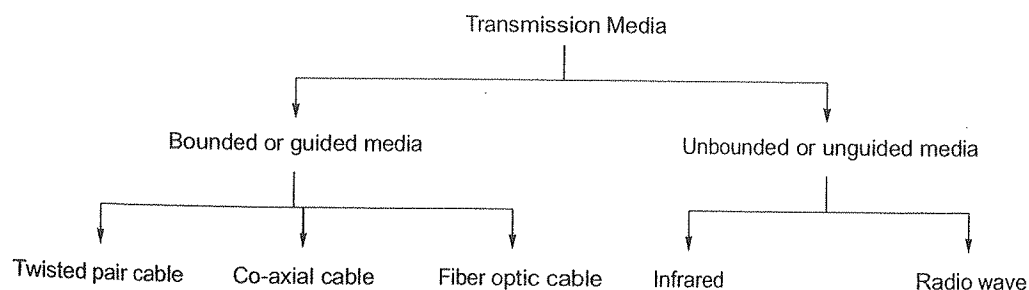 Transmission Media
Bounded or guided media
Unbounded or unguided media
Twisted pair cable
Co-axial cable
Fiber optic cable
Infrared
Radio wave